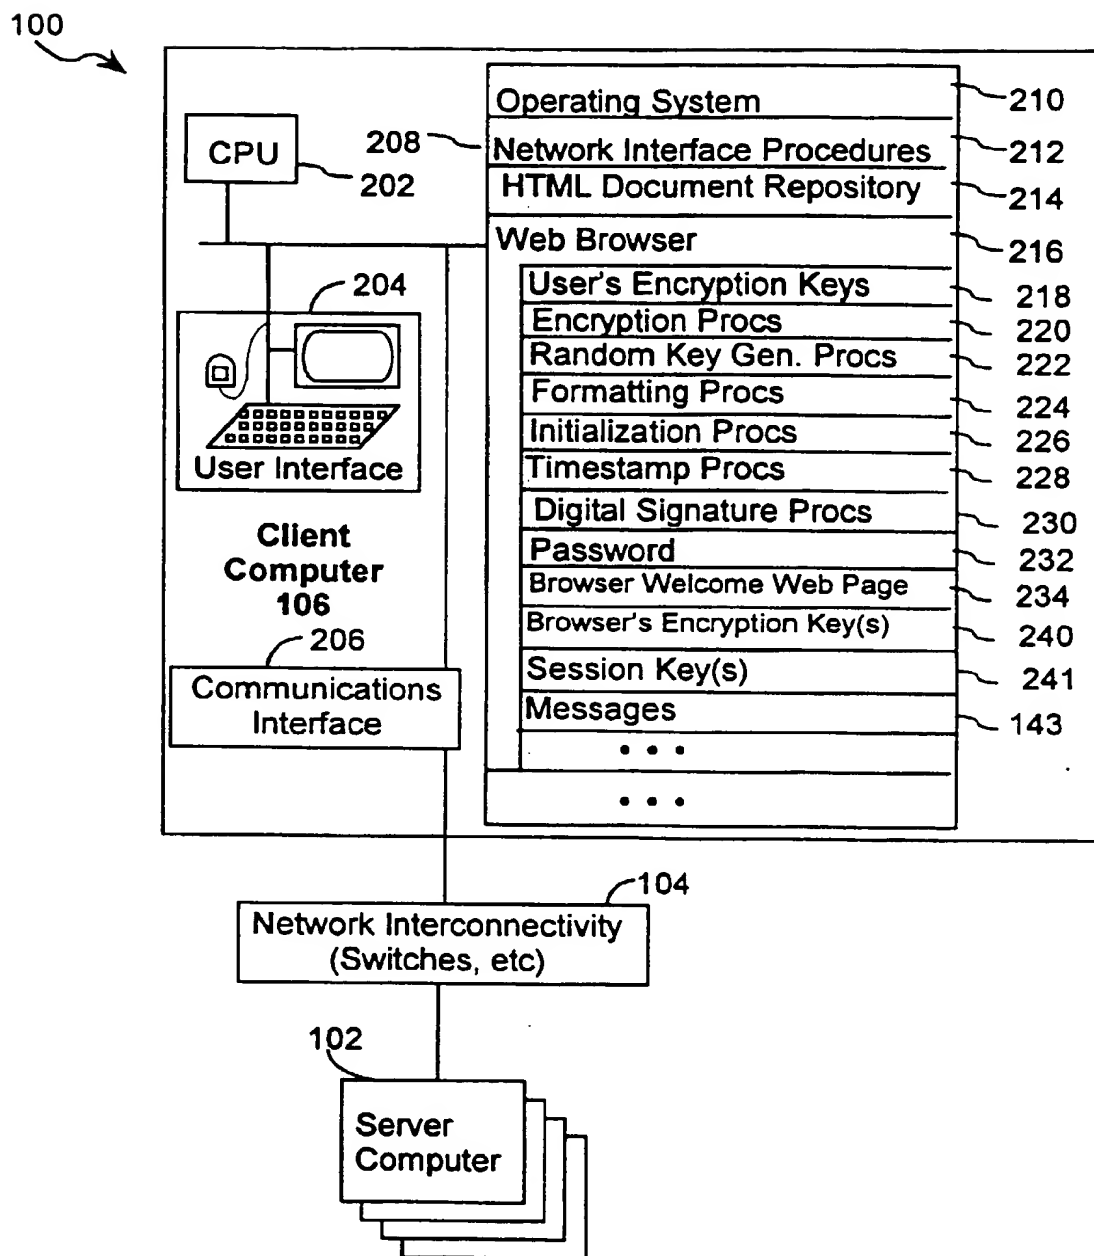 100
Operating System
210
CPU
202
208
Network Interface Procedures
212
HTML Document Repository
214
Web Browser
216
User's Encryption Keys
218
Encryption Procs
220
Random Key Gen. Procs
222
Formatting Procs
224
Initialization Procs
226
Timestamp Procs
228
Digital Signature Procs
230
Password
232
Browser Welcome Web Page
234
Browser's Encryption Key(s)
240
Session Key(s)
241
Messages
143
• • •
• • •
204
User Interface
Client
Computer
106
206
Communications
Interface
104
Network Interconnectivity
(Switches, etc)
102
Server
Computer